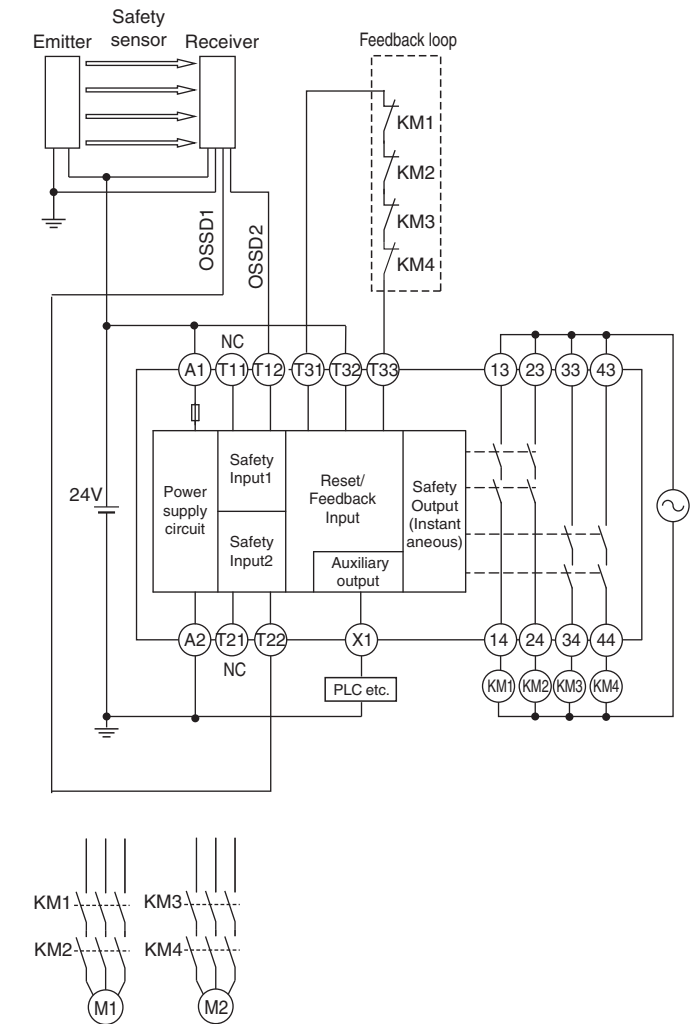 Safety
sensor
Emitter
Receiver
Feedback loop
KM1
KM2
KM3
KM4
OSSD1
OSSD2
NC
A1
T11
T12
T31
T32
T33
13
23
33
43
24V
Power
supply
circuit
Safety
Input1
Safety
Input2
Reset/
Feedback
Input
Auxiliary
output
Safety
Output
(Instant
aneous)
A2
T21
T22
X1
14
24
34
44
NC
PLC etc.
KM1
KM2
KM3
KM4
KM1
KM3
KM2
KM4
M1
M2